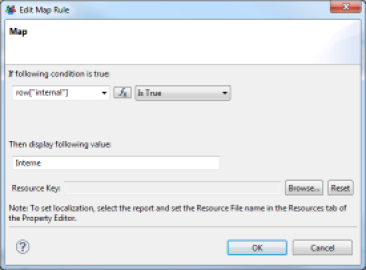 Edit Map Rule
Map
If following condition is true:
row["internal"] fx Is True
Then display following value:
Interne
Resource Key: Browse... Reset
Note: To set localization, select the report and set the Resource File name in the Resources tab of
the Property Editor.
OK Cancel